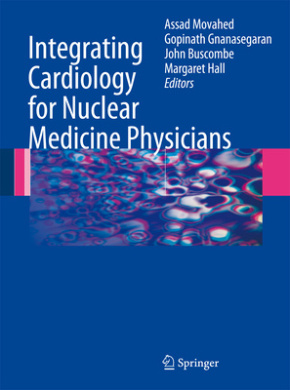 Assad Movahed
Gopinath Gnanasegaran
John Buscombe
Margaret Hall
Editors
Integrating
Cardiology
for Nuclear
Medicine Physicians
Springer